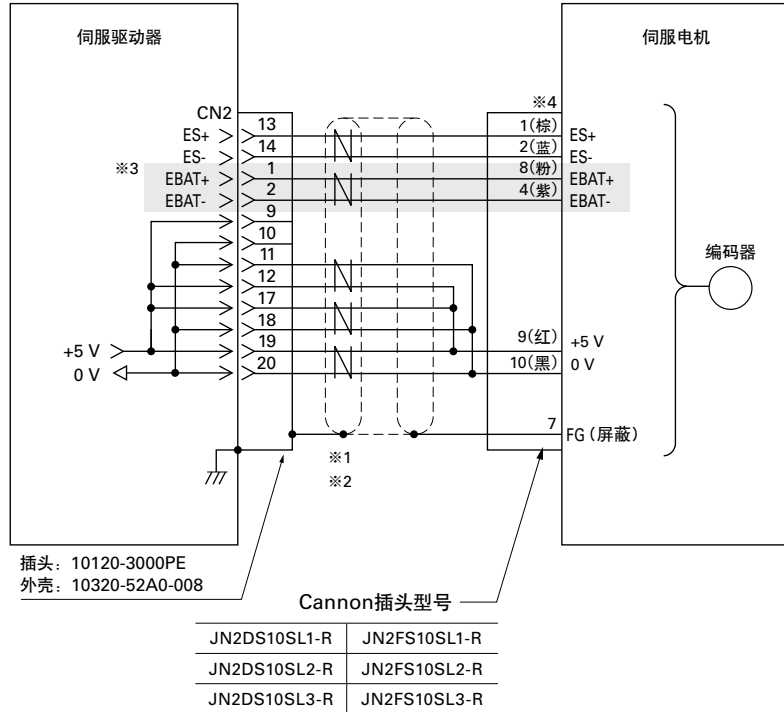 伺服驱动器
伺服电机
CN2
※4
ES+ 13 1(棕) ES+
ES- 14 2(蓝) ES-
※3
EBAT+ 1 8(粉) EBAT+
EBAT- 2 4(紫) EBAT-
9
10
11
12
17
18
编码器
+5 V 19 9(红) +5 V
0 V 20 10(黑) 0 V
7 FG (屏蔽)
※1
※2
插头：10120-3000PE
外壳：10320-52A0-008
Cannon插头型号
JN2DS10SL1-R JN2FS10SL1-R
JN2DS10SL2-R JN2FS10SL2-R
JN2DS10SL3-R JN2FS10SL3-R